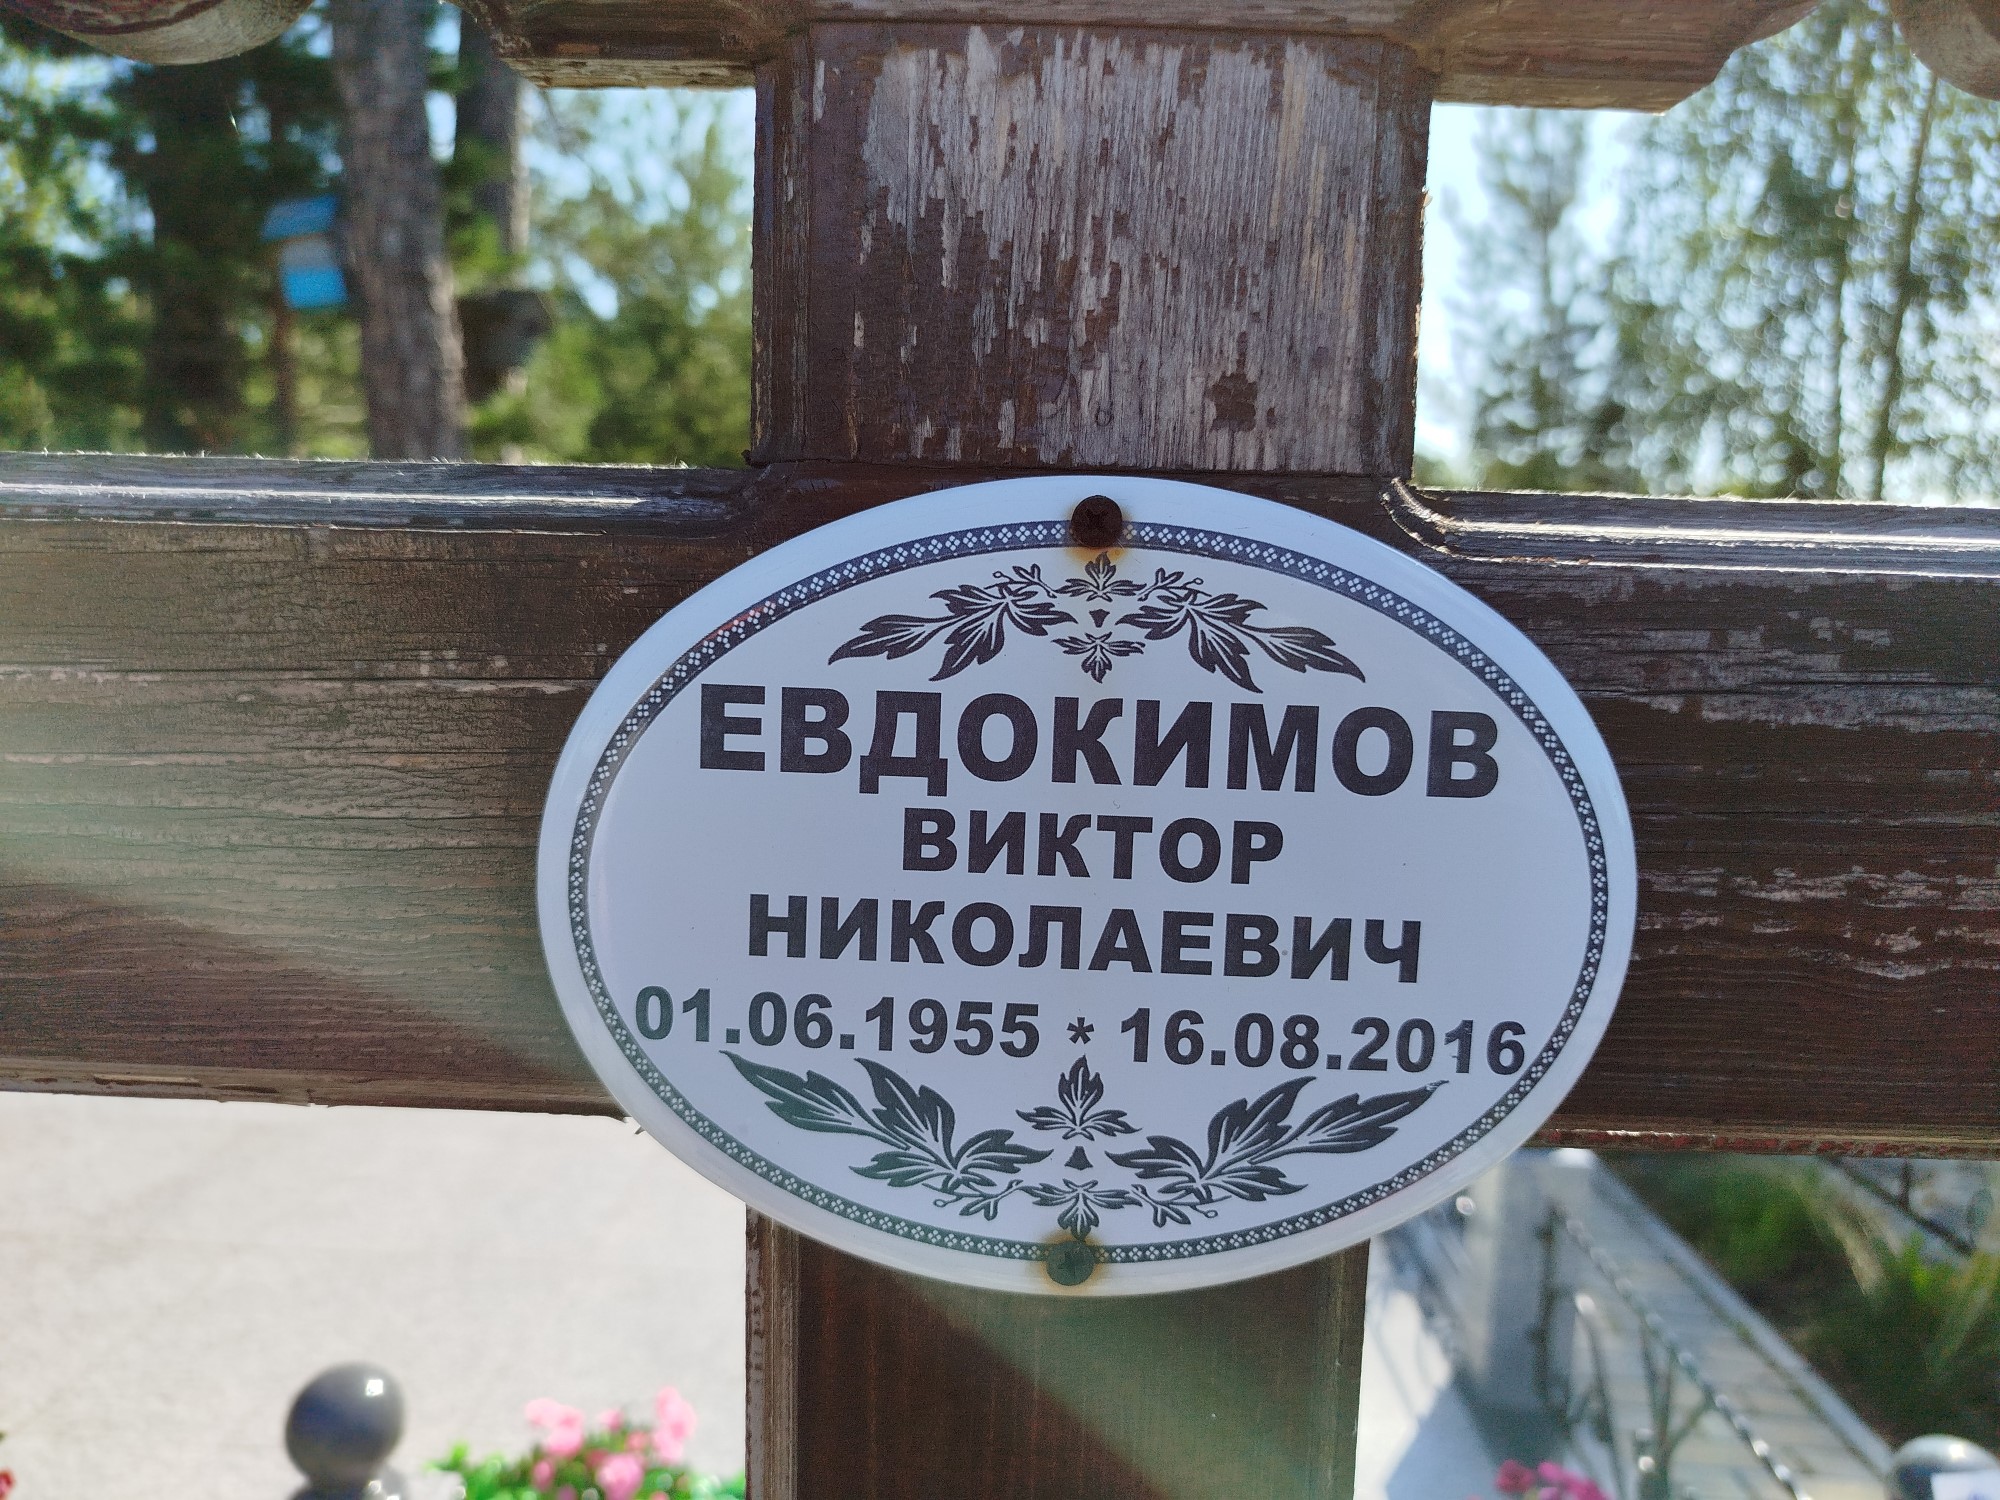 ЕВДОКИМОВ
ВИКТОР
НИКОЛАЕВИЧ
01.06.1955 * 16.08.2016